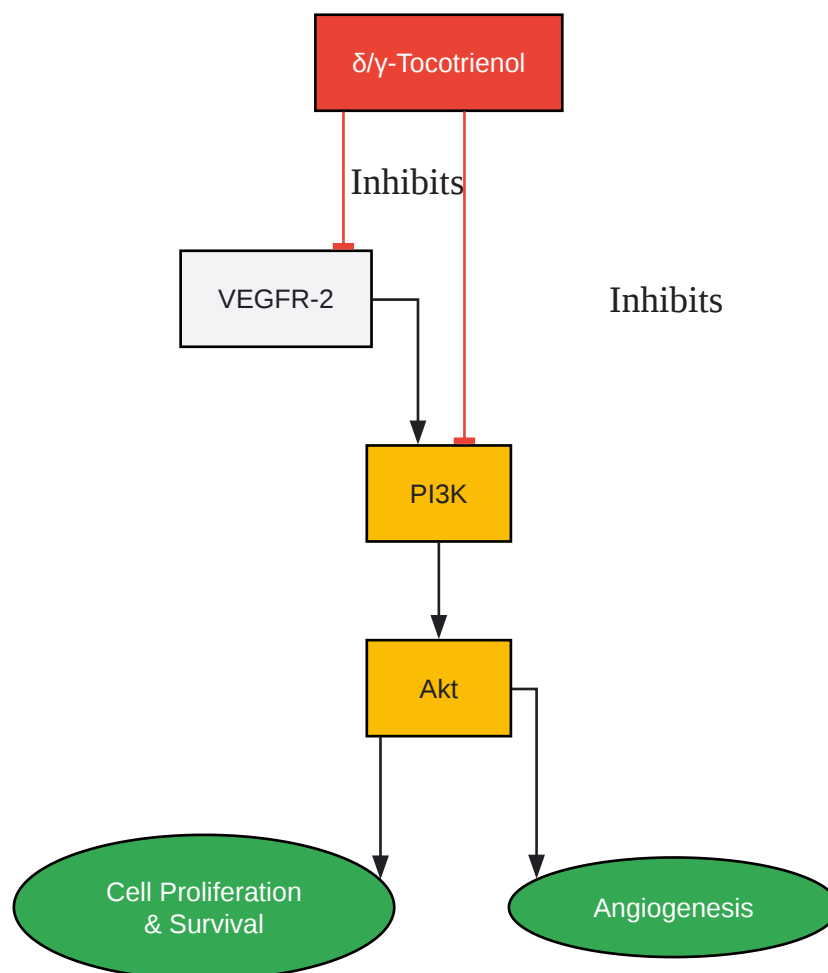 δ/γ-Tocotrienol
Inhibits
VEGFR-2
Inhibits
PI3K
Akt
Cell Proliferation
& Survival
Angiogenesis